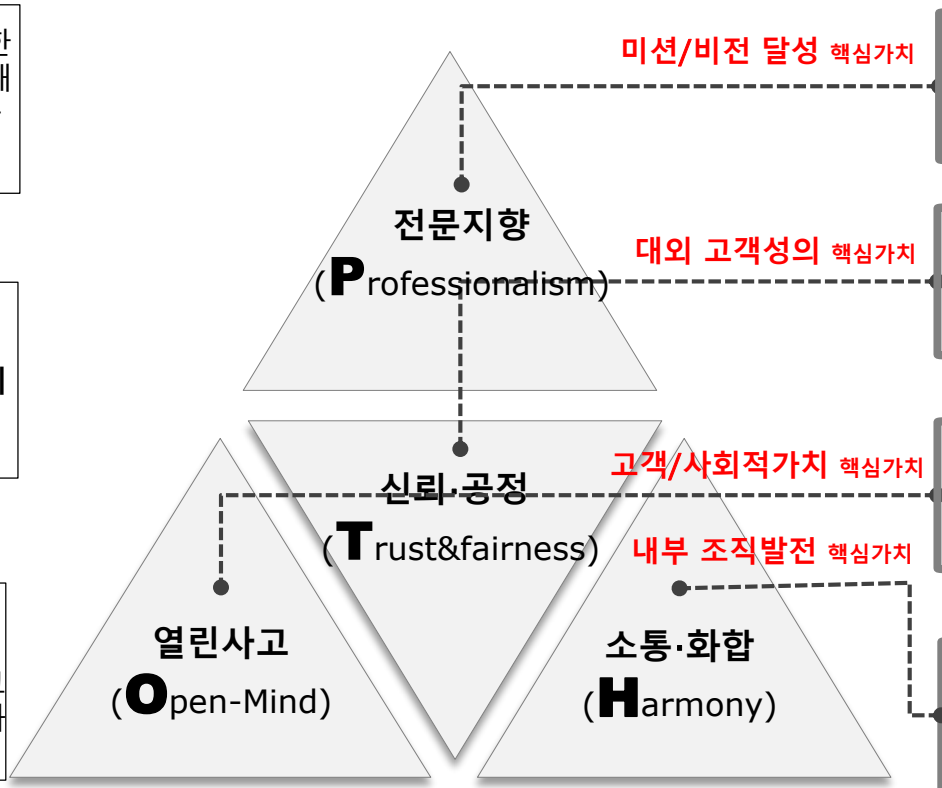 미션/비전 달성 핵심가치
전문지향
(Professionalism)
대외 고객성의 핵심가치
고객/사회적가치 핵심가치
신뢰·공정
(Trust&fairness)
내부 조직발전 핵심가치
열린사고
(Open-Mind)
소통·화합
(Harmony)